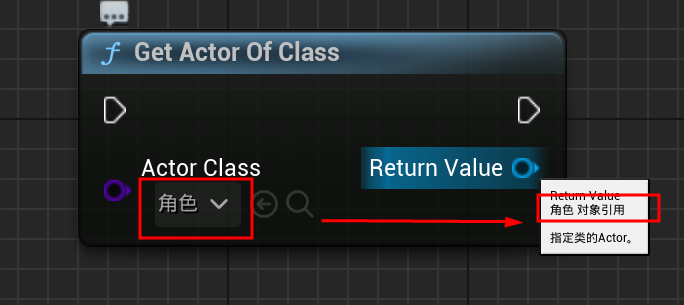 Get Actor Of Class
Actor Class
角色
Return Value
Return Value
角色 对象引用
指定类的Actor。